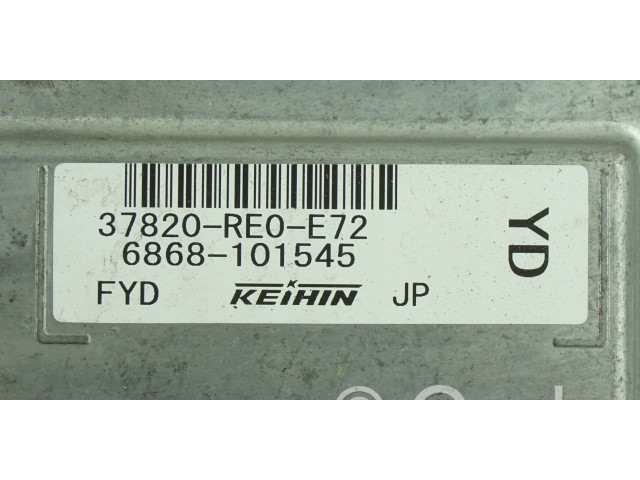 37820-RE0-E72
6868-101545
FYD KEIHIN JP
YD